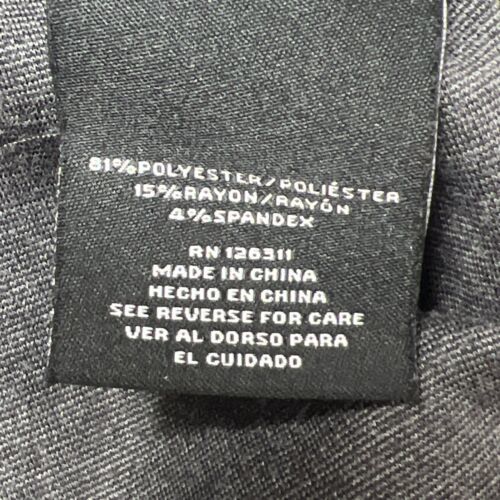 81%POLYESTER/POLIÉSTER
15%RAYON/RAYÓN
4%SPANDEX
RN 126311
MADE IN CHINA
HECHO EN CHINA
SEE REVERSE FOR CARE
VER AL DORSO PARA
EL CUIDADO